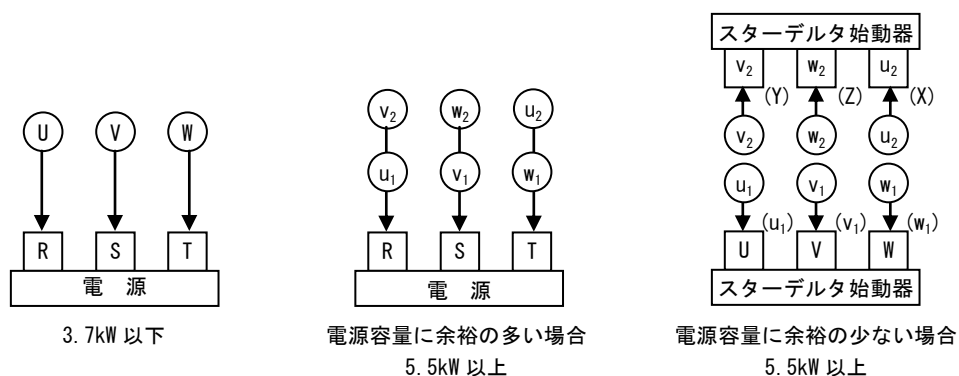 U V W
R S T
電 源
3.7kW 以下
v2 w2 u2
u1 v1 w1
R S T
電 源
電源容量に余裕の多い場合
5.5kW 以上
スターデルタ始動器
v2 w2 u2
(Y) (Z) (X)
v2 w2 u2
u1 v1 w1
(u1) (v1) (w1)
U V W
スターデルタ始動器
電源容量に余裕の少ない場合
5.5kW 以上